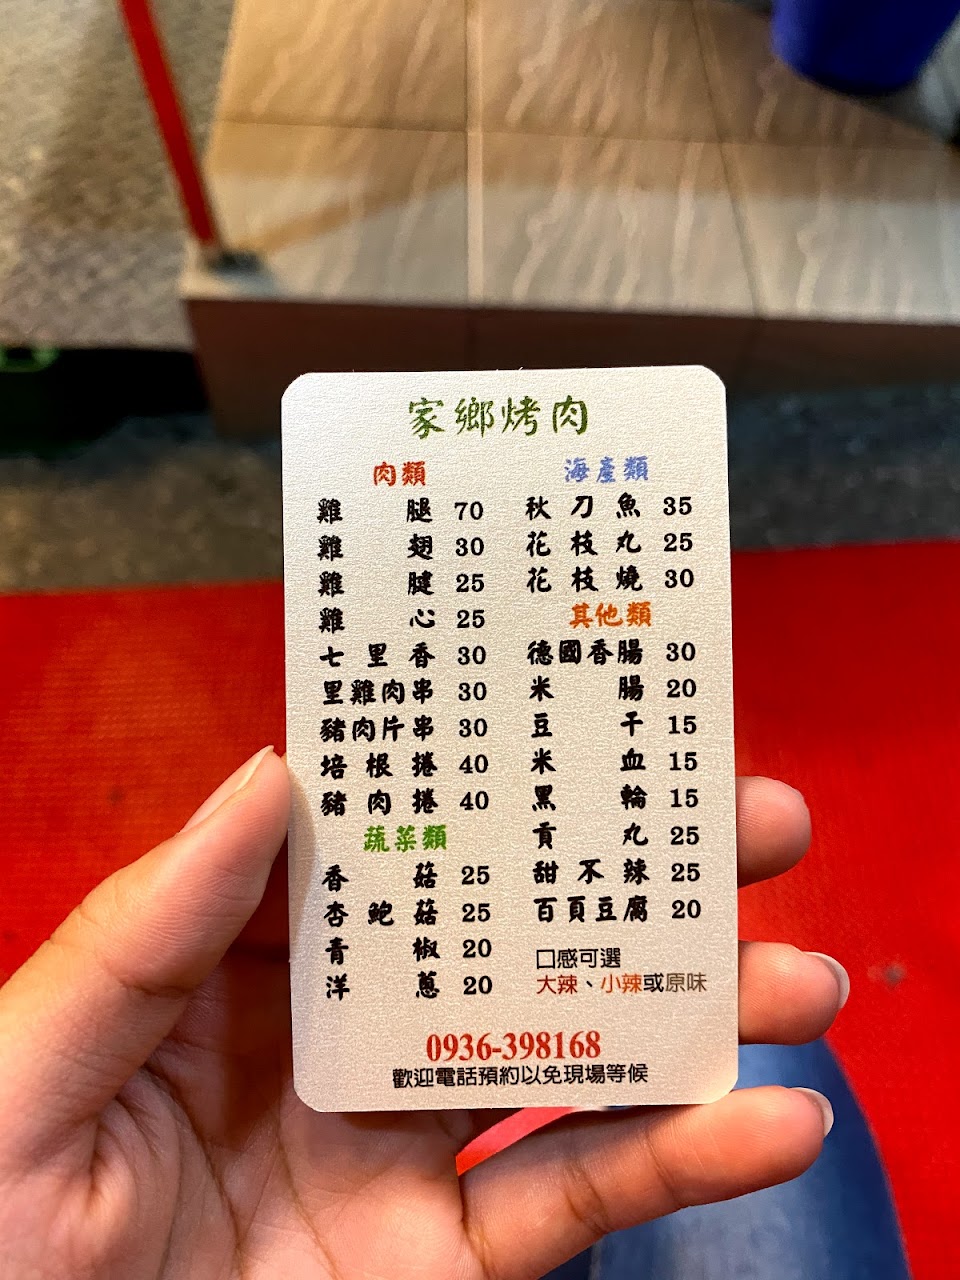 家鄉烤肉
肉類
雞腿 70
雞翅 30
雞腱 25
雞心 25
七里香 30
里雞肉串 30
豬肉片串 30
培根捲 40
豬肉捲 40
蔬菜類
香菇 25
杏鮑菇 25
青椒 20
洋蔥 20
海產類
秋刀魚 35
花枝丸 25
花枝燒 30
其他類
德國香腸 30
米腸 20
豆干 15
米血 15
黑輪 15
貢丸 25
甜不辣 25
百頁豆腐 20
口感可選
大辣、小辣或原味
0936-398168
歡迎電話預約以免現場等候